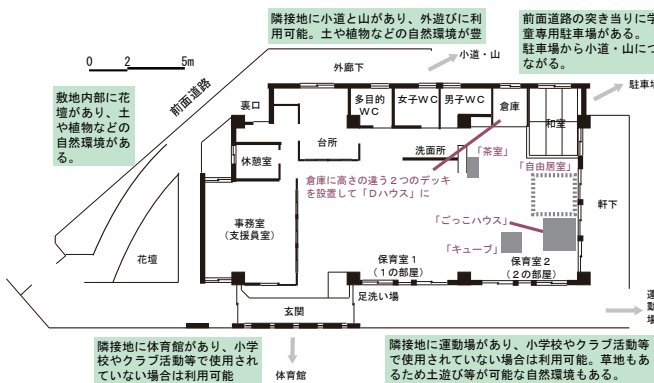 隣接地に小道と山があり、外遊びに利
用可能。土や植物などの自然環境が豊
前面道路の突き当りに学
童専用駐車場がある。
駐車場から小道・山につ
ながる。
0 2 5m
外廊下
小道・山
駐車場
前面道路
敷地内部に花
壇があり、土
や植物などの
自然環境があ
る。
裏口
多目的
WC
女子WC
男子WC
倉庫
和室
台所
洗面所
休憩室
「茶室」
「自由居室」
倉庫に高さの違う2つのデッキ
を設置して「Dハウス」に
軒下
「ごっこハウス」
「キューブ」
事務室
(支援員室)
花壇
保育室1
(1の部屋)
保育室2
(2の部屋)
足洗い場
玄関
運
動
場
隣接地に体育館があり、小学
校やクラブ活動等で使用され
ていない場合は利用可能
体育館
隣接地に運動場があり、小学校やクラブ活動等
で使用されていない場合は利用可能。草地もあ
るため土遊び等が可能な自然環境もある。